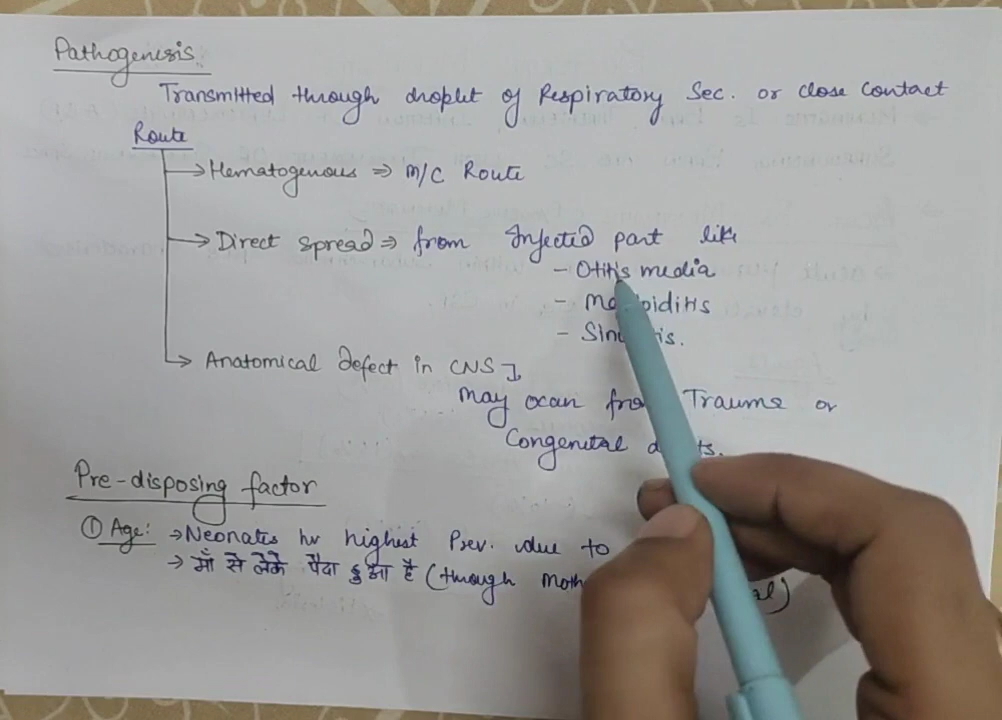 Pathogenesis
Transmitted through droplet of Respiratory Sec. or close contact
Route
→ Hematogenous ⇒ M/C Route
→ Direct spread ⇒ from Infected part like
- Otitis media
-
-
→ Anatomical defect in CNS
May occur Trauma or
Congenital
Pre-disposing factor
① Age: → Neonates hv highest Prev. due to
→ माँ से लेके पैदा हुआ है (through